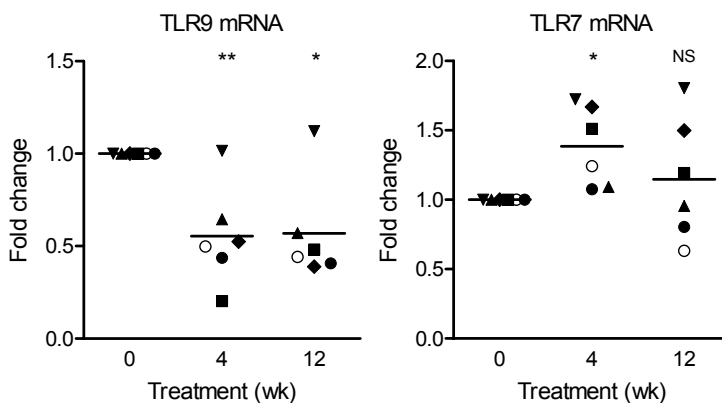 TLR9 mRNA
Fold change
1.5
1.0
0.5
0.0
** *
0 4 12
Treatment (wk)
TLR7 mRNA
Fold change
2.0
1.5
1.0
0.5
0.0
* NS
0 4 12
Treatment (wk)